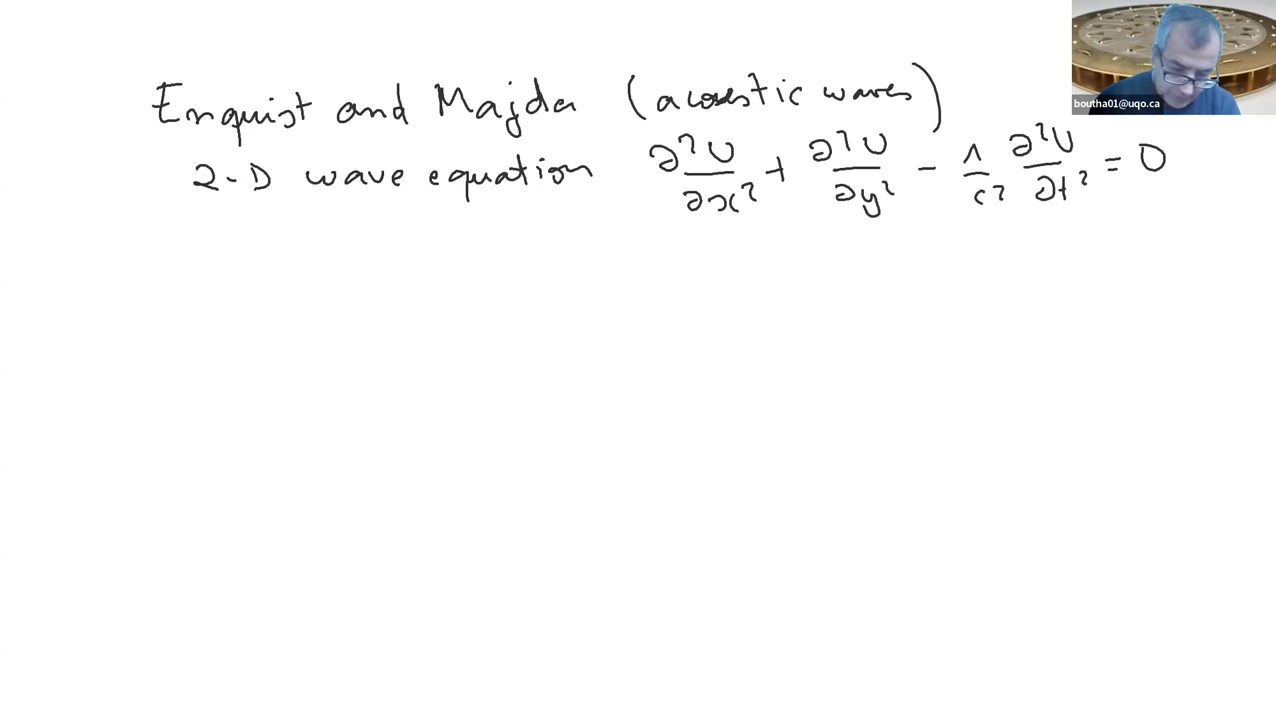 Enquist and Majda (acoustic waves)
boutha01@uqo.ca
2-D wave equation ∂²U/∂x² + ∂²U/∂y² - 1/c² ∂²U/∂t² = 0